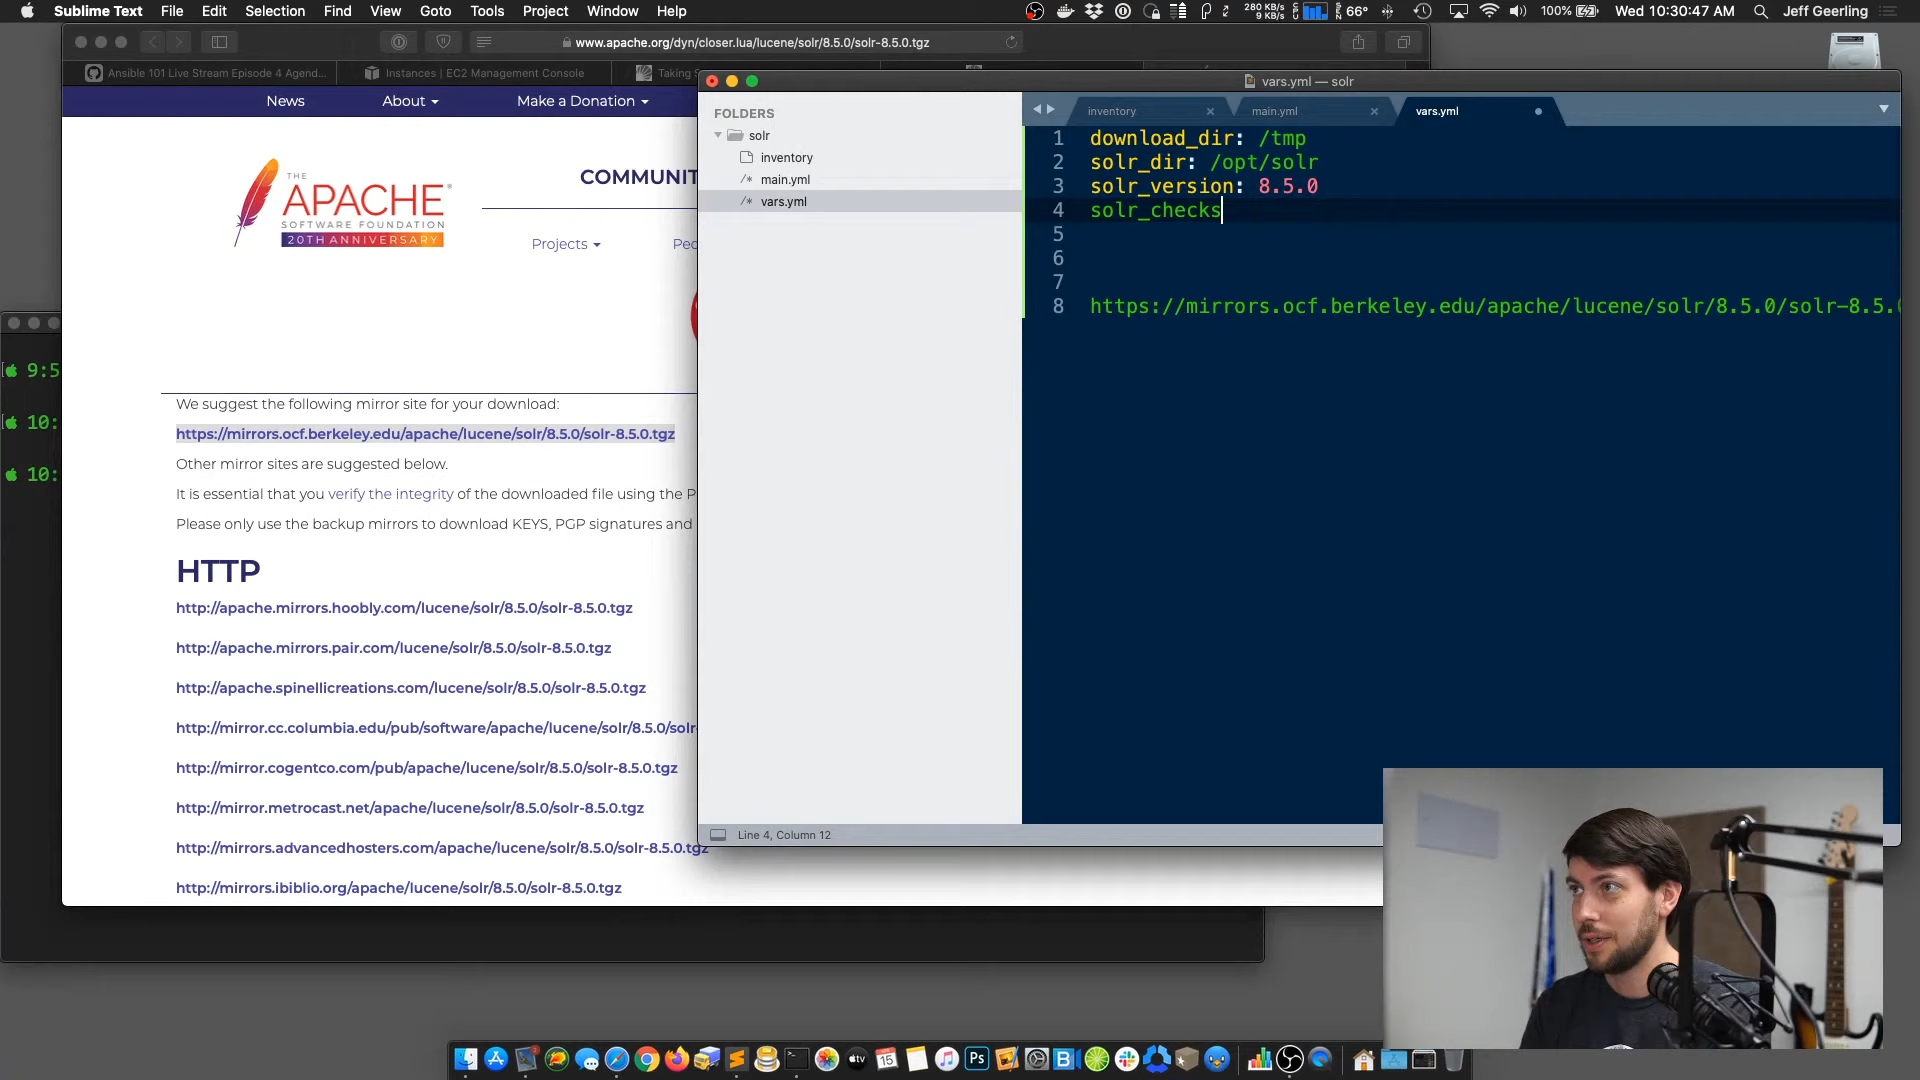 Sublime Text File Edit Selection Find View Goto Tools Project Window Help
280 KB/s
9 KB/s
66°
100%
Wed 10:30:47 AM
Jeff Geerling
www.apache.org/dyn/closer.lua/lucene/solr/8.5.0/solr-8.5.0.tgz
Ansible 101 Live Stream Episode 4 Agend...
Instances | EC2 Management Console
Taking S
News
About
Make a Donation
THE
APACHE®
SOFTWARE FOUNDATION
20TH ANNIVERSARY
COMMUNIT
Projects
Peo
We suggest the following mirror site for your download:
https://mirrors.ocf.berkeley.edu/apache/lucene/solr/8.5.0/solr-8.5.0.tgz
Other mirror sites are suggested below.
It is essential that you verify the integrity of the downloaded file using the P
Please only use the backup mirrors to download KEYS, PGP signatures and
HTTP
http://apache.mirrors.hoobly.com/lucene/solr/8.5.0/solr-8.5.0.tgz
http://apache.mirrors.pair.com/lucene/solr/8.5.0/solr-8.5.0.tgz
http://apache.spinellicreations.com/lucene/solr/8.5.0/solr-8.5.0.tgz
http://mirror.cc.columbia.edu/pub/software/apache/lucene/solr/8.5.0/solr-
http://mirror.cogentco.com/pub/apache/lucene/solr/8.5.0/solr-8.5.0.tgz
http://mirror.metrocast.net/apache/lucene/solr/8.5.0/solr-8.5.0.tgz
http://mirrors.advancedhosters.com/apache/lucene/solr/8.5.0/solr-8.5.0.tgz
http://mirrors.ibiblio.org/apache/lucene/solr/8.5.0/solr-8.5.0.tgz
9:5
10:
10:
vars.yml — solr
FOLDERS
solr
inventory
/* main.yml
/* vars.yml
inventory
main.yml
vars.yml
1 download_dir: /tmp
2 solr_dir: /opt/solr
3 solr_version: 8.5.0
4 solr_checks
5
6
7
8 https://mirrors.ocf.berkeley.edu/apache/lucene/solr/8.5.0/solr-8.5.
Line 4, Column 12
tv
15
Ps
B